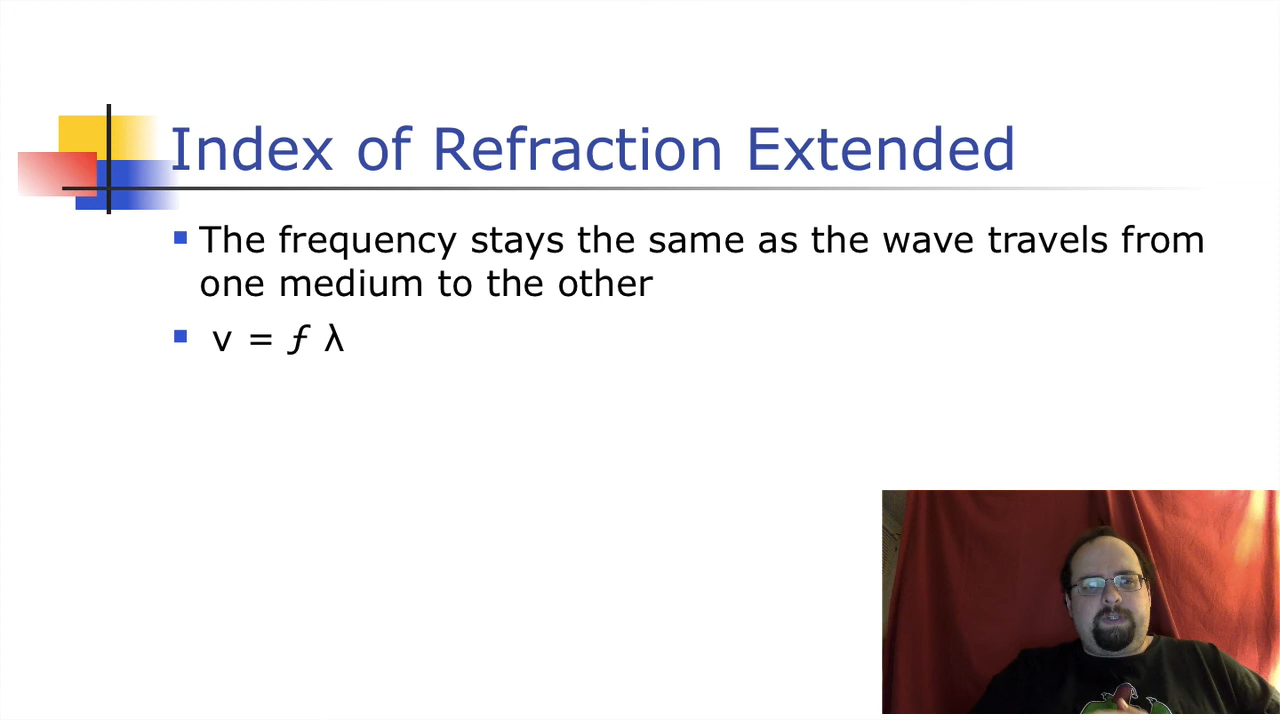 Index of Refraction Extended
The frequency stays the same as the wave travels from
one medium to the other
v = ƒ λ